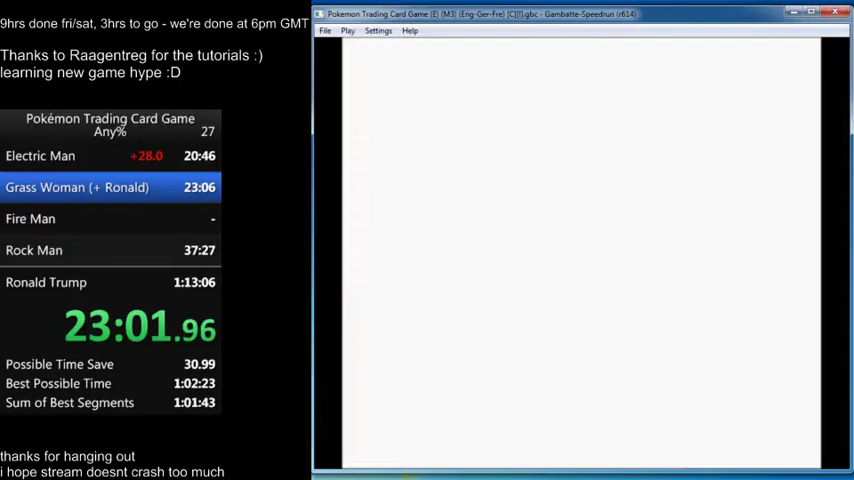 9hrs done fri/sat, 3hrs to go - we're done at 6pm GMT
Thanks to Raagentreg for the tutorials :)
learning new game hype :D
Pokémon Trading Card Game
Any% 27
Electric Man +28.0 20:46
Grass Woman (+ Ronald) 23:06
Fire Man -
Rock Man 37:27
Ronald Trump 1:13:06
23:01.96
Possible Time Save 30.99
Best Possible Time 1:02:23
Sum of Best Segments 1:01:43
thanks for hanging out
i hope stream doesnt crash too much
Pokemon Trading Card Game (E) (M3) (Eng-Ger-Fre) [C][!].gbc - Gambatte-Speedrun (r614)
File Play Settings Help